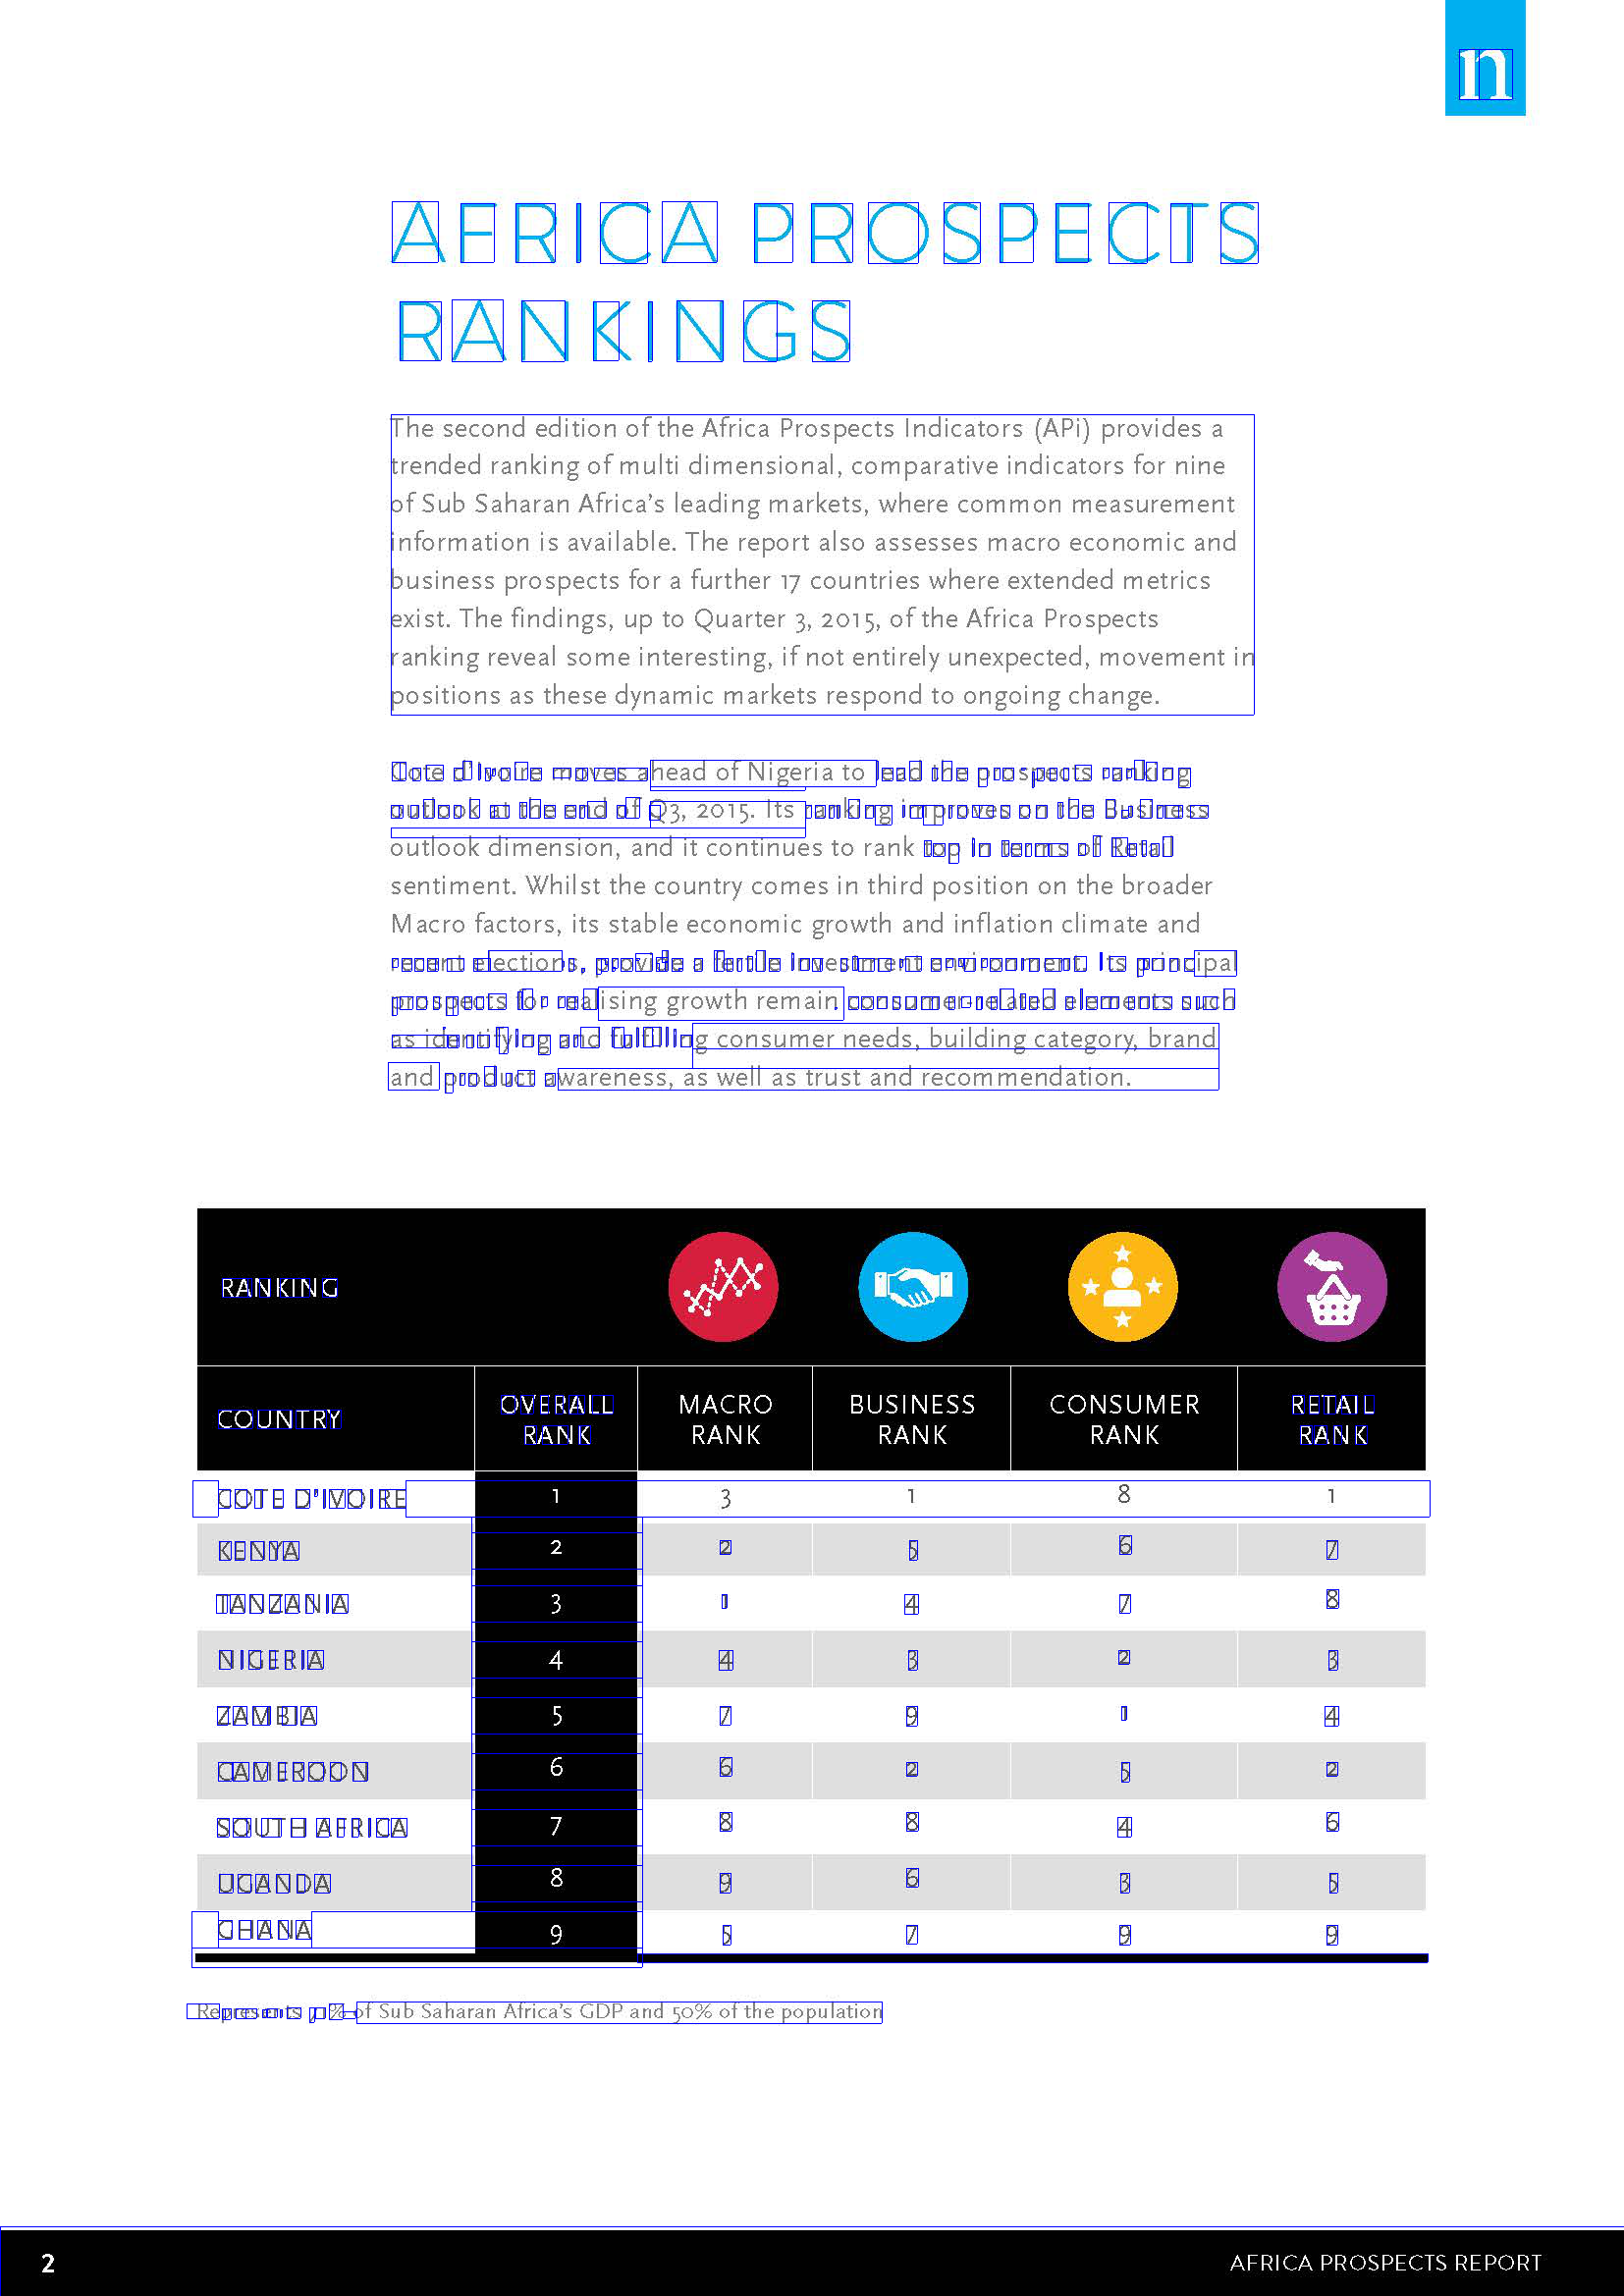 n
AFRICA PROSPECTS
RANKINGS
The second edition of the Africa Prospects Indicators (APi) provides a
trended ranking of multi dimensional, comparative indicators for nine
of Sub Saharan Africa's leading markets, where common measurement
information is available. The report also assesses macro economic and
business prospects for a further 17 countries where extended metrics
exist. The findings, up to Quarter 3, 2015, of the Africa Prospects
ranking reveal some interesting, if not entirely unexpected, movement in
positions as these dynamic markets respond to ongoing change.
Cote d'Ivoire moves ahead of Nigeria to lead the prospects ranking
outlook at the end of Q3, 2015. Its ranking improves on the Business
outlook dimension, and it continues to rank top in terms of Retail
sentiment. Whilst the country comes in third position on the broader
Macro factors, its stable economic growth and inflation climate and
recent elections, provide a fertile investment environment. Its principal
prospects for realising growth remain consumer-related elements such
as identifying and fulfilling consumer needs, building category, brand
and product awareness, as well as trust and recommendation.
RANKING
COUNTRY OVERALL RANK MACRO RANK BUSINESS RANK CONSUMER RANK RETAIL RANK
COTE D'IVOIRE 1 3 1 8 1
KENYA 2 2 5 6 7
TANZANIA 3 1 4 7 8
NIGERIA 4 4 3 2 3
ZAMBIA 5 7 9 1 4
CAMEROON 6 6 2 5 2
SOUTH AFRICA 7 8 8 4 6
UGANDA 8 9 6 3 5
GHANA 9 5 7 9 9
Represents 71% of Sub Saharan Africa's GDP and 50% of the population
2 AFRICA PROSPECTS REPORT